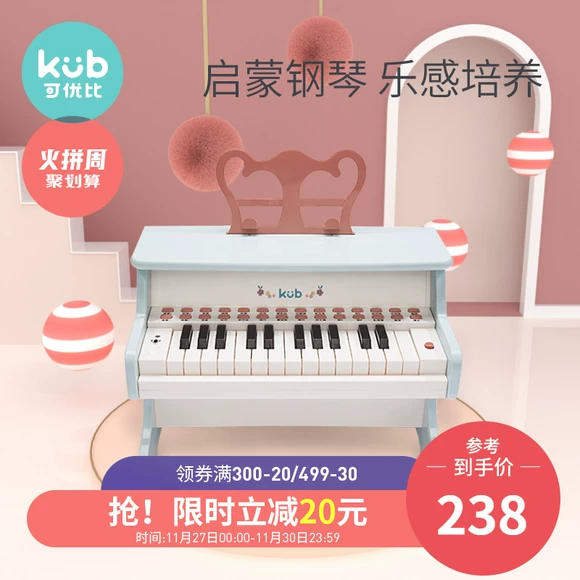 küb
可优比
启蒙钢琴 乐感培养
火拼周
聚划算
küb
领券满300-20/499-30
抢！限时立减20元
时间:11月27日00:00-11月30日23:59
参考
到手价
238